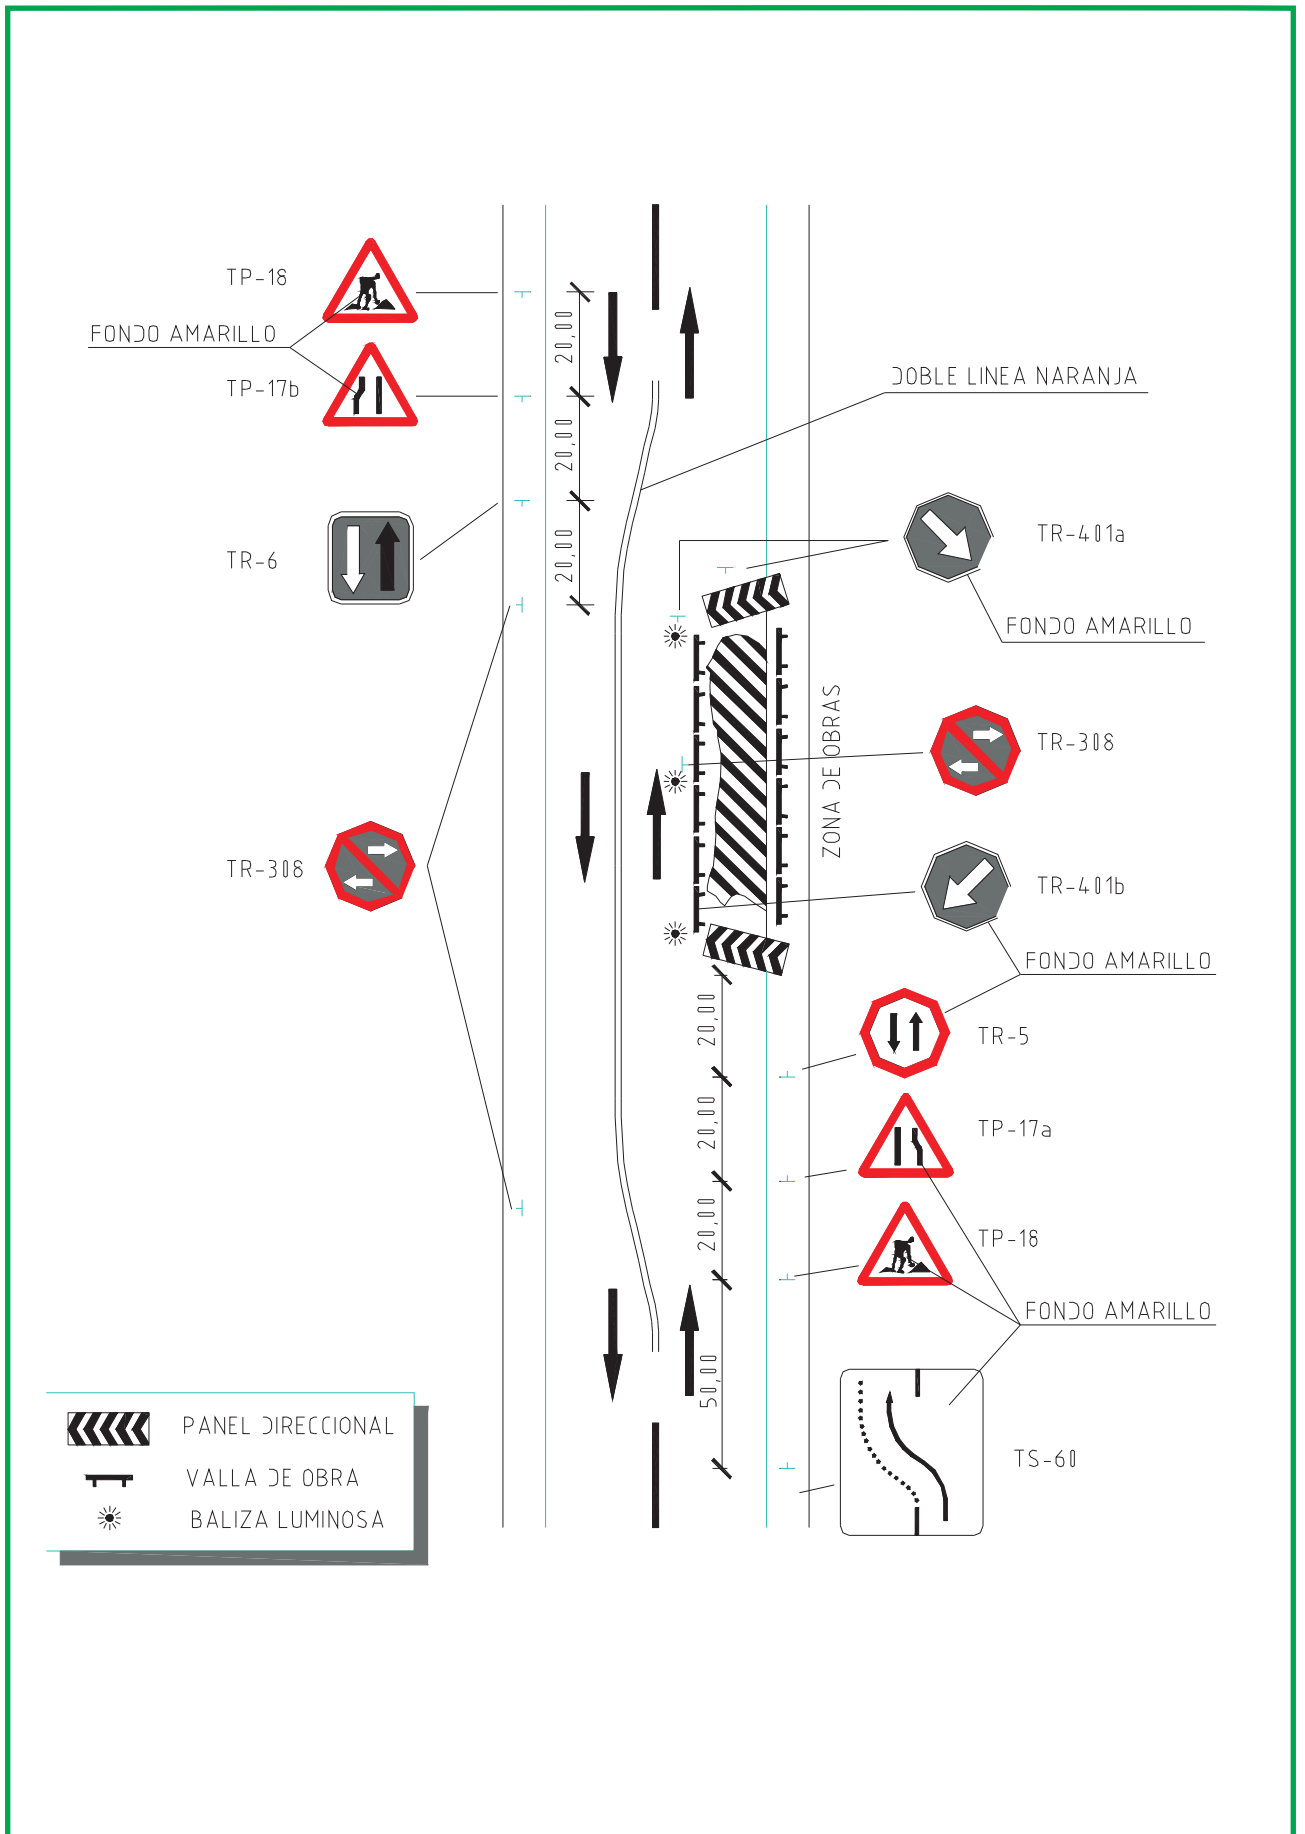 TP-18
FONDO AMARILLO
TP-17b
TR-6
TR-308
20,00
20,00
20,00
DOBLE LINEA NARANJA
TR-401a
FONDO AMARILLO
TR-308
ZONA DE OBRAS
TR-401b
FONDO AMARILLO
TR-5
TP-17a
TP-18
FONDO AMARILLO
TS-60
20,00
20,00
20,00
50,00
PANEL DIRECCIONAL
VALLA DE OBRA
BALIZA LUMINOSA